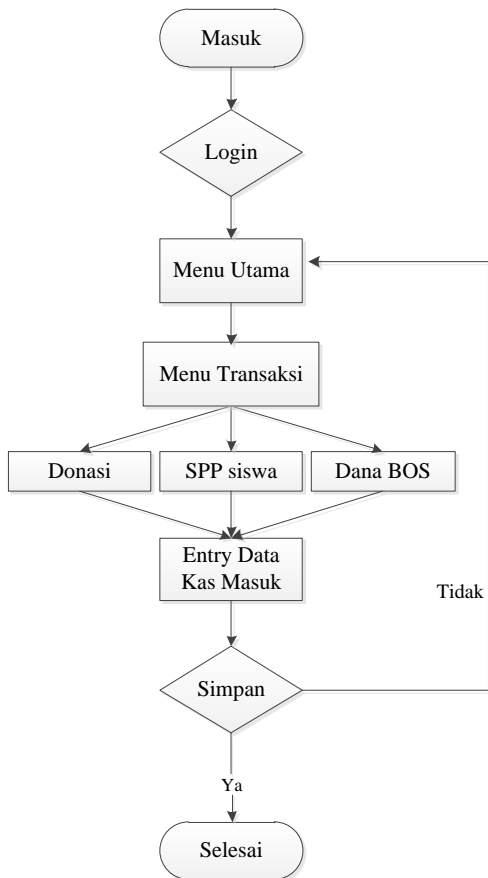 Masuk
Login
Menu Utama
Menu Transaksi
Donasi
SPP siswa
Dana BOS
Entry Data
Kas Masuk
Tidak
Simpan
Ya
Selesai